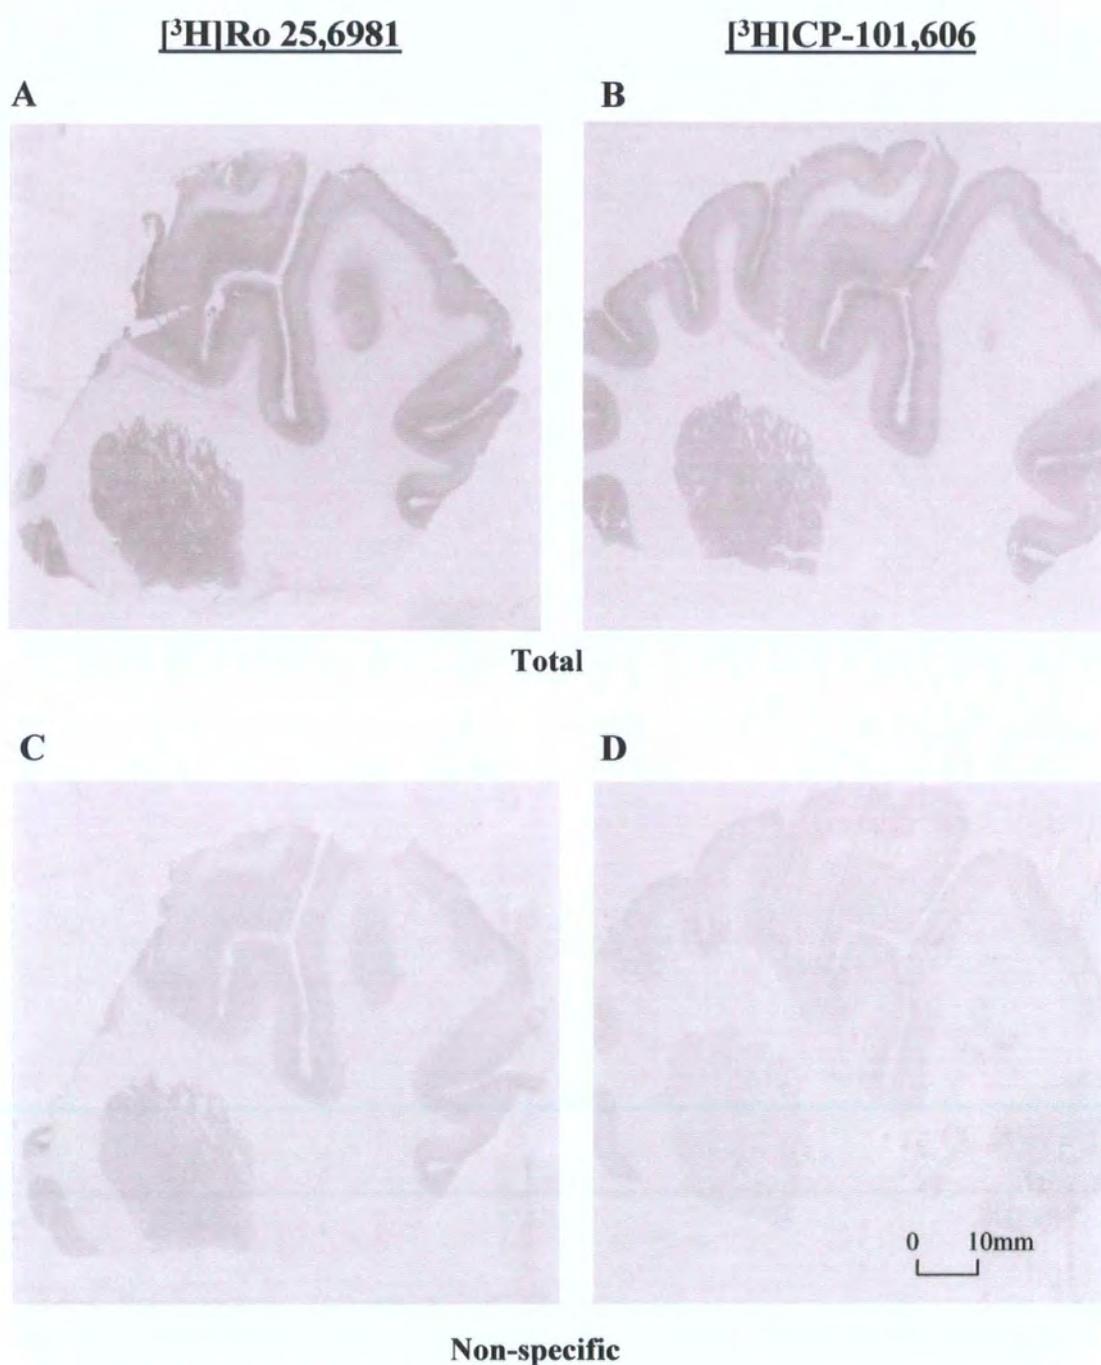 [³H]Ro 25,6981
[³H]CP-101,606
A
B
Total
C
D
0 10mm
Non-specific